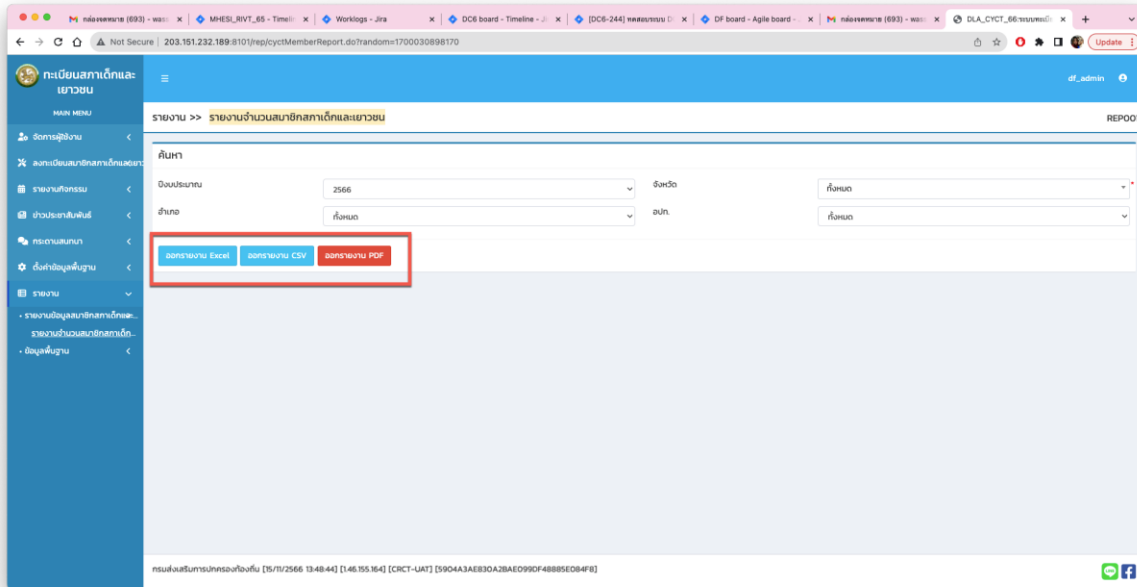 กล่องจดหมาย (693) - wass
MHESI_RIVT_65 - Timelin
Worklogs - Jira
DC6 board - Timeline - Ji
[DC6-244] ทดสอบระบบ D
DF board - Agile board - .
กล่องจดหมาย (693) - wass
DLA_CYCT_66:ระบบทะเบี
Not Secure | 203.151.232.189:8101/rep/cyctMemberReport.do?random=1700030898170
Update
ทะเบียนสภาเด็กและ
เยาวชน
df_admin
MAIN MENU
รายงาน >> รายงานจำนวนสมาชิกสภาเด็กและเยาวชน
REP001
จัดการผู้ใช้งาน
ลงทะเบียนสมาชิกสภาเด็กและเยาว
รายงานกิจกรรม
ข่าวประชาสัมพันธ์
กระดานสนทนา
ตั้งค่าข้อมูลพื้นฐาน
รายงาน
• รายงานข้อมูลสมาชิกสภาเด็กและ...
รายงานจำนวนสมาชิกสภาเด็ก...
• ข้อมูลพื้นฐาน
ค้นหา
ปีงบประมาณ 2566 จังหวัด ทั้งหมด *
อำเภอ ทั้งหมด อปท. ทั้งหมด
ออกรายงาน Excel ออกรายงาน CSV ออกรายงาน PDF
กรมส่งเสริมการปกครองท้องถิ่น [15/11/2566 13:48:44] [1.46.155.164] [CRCT-UAT] [5904A3AE830A2BAE099DF48885E084F8]